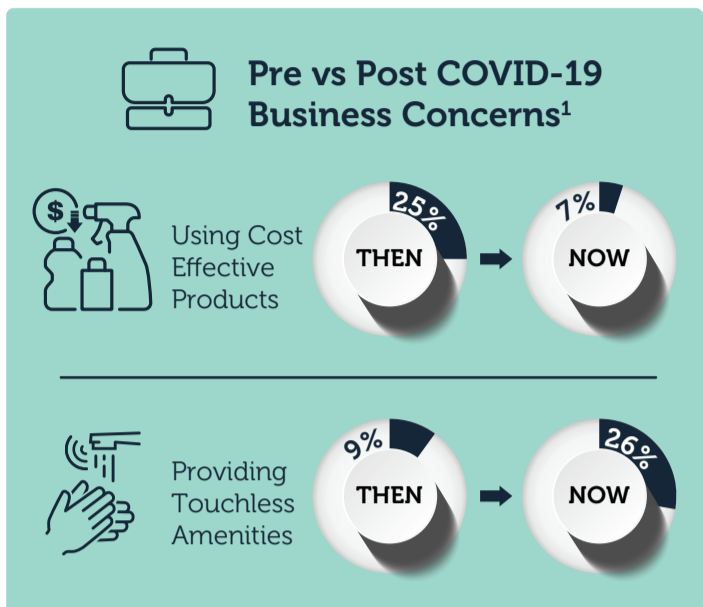 Pre vs Post COVID-19
Business Concerns¹
$
Using Cost
Effective
Products
25%
THEN
7%
NOW
Providing
Touchless
Amenities
9%
THEN
26%
NOW